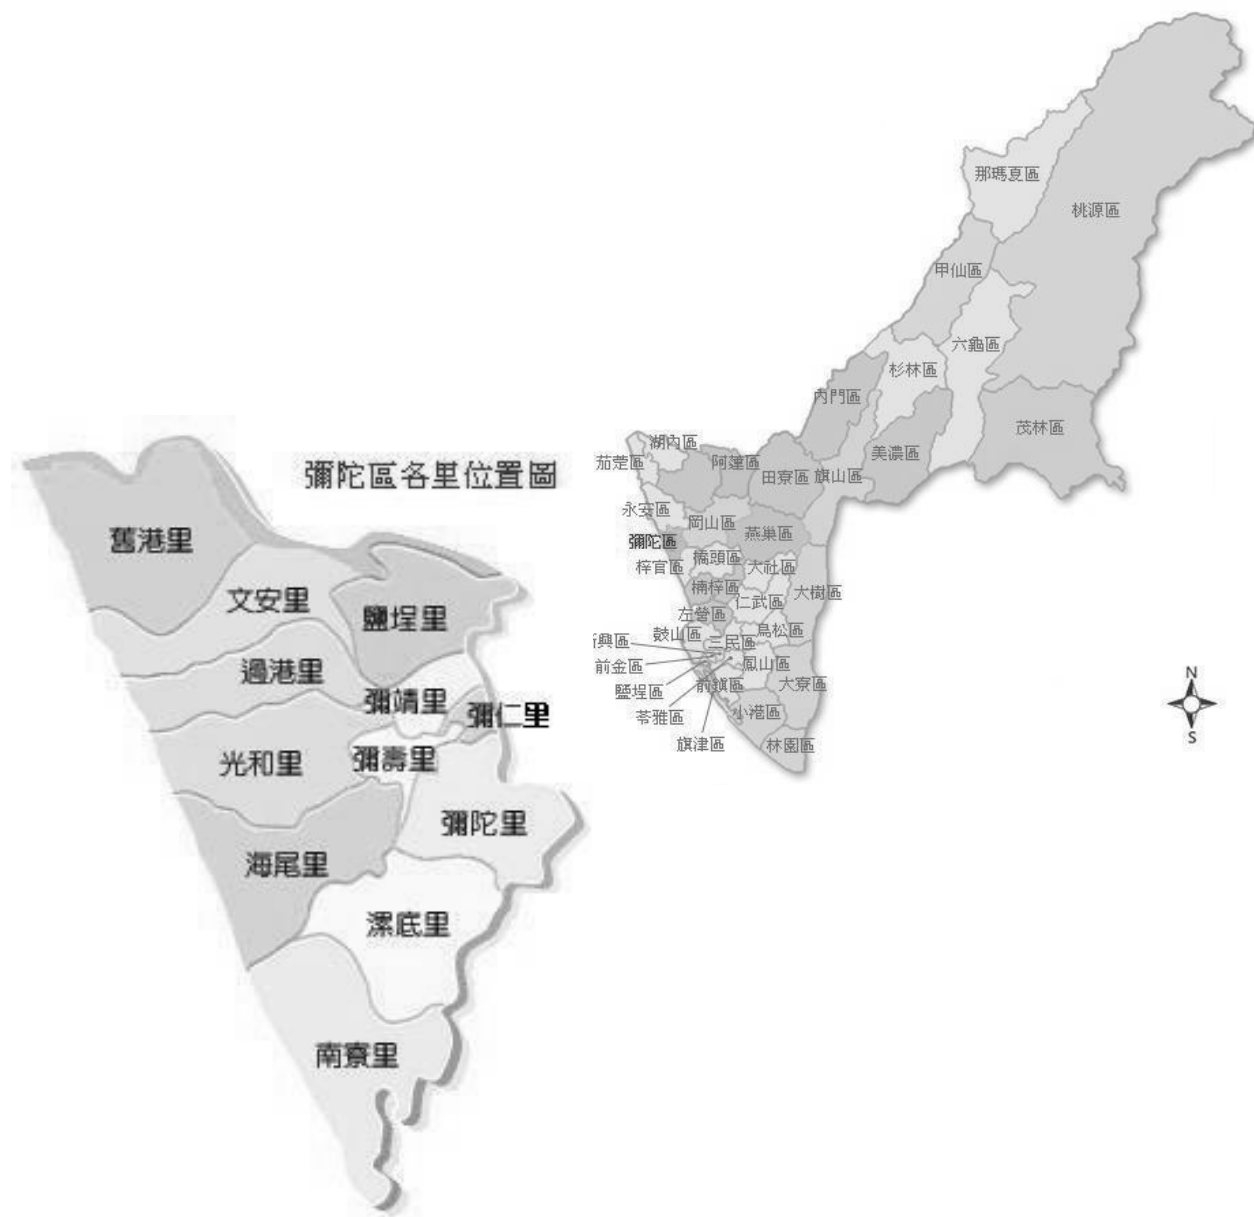 彌陀區各里位置圖
舊港里
文安里
鹽埕里
過港里
彌靖里
彌仁里
光和里
彌壽里
彌陀里
海尾里
漯底里
南寮里
那瑪夏區
桃源區
甲仙區
六龜區
杉林區
內門區
茂林區
美濃區
湖內區
茄萣區
阿蓮區
田寮區
旗山區
永安區
岡山區
燕巢區
彌陀區
橋頭區
梓官區
大社區
楠梓區
大樹區
仁武區
左營區
鳥松區
鼓山區
三民區
新興區
前金區
鳳山區
大寮區
鹽埕區
前鎮區
苓雅區
小港區
旗津區
林園區
N
S